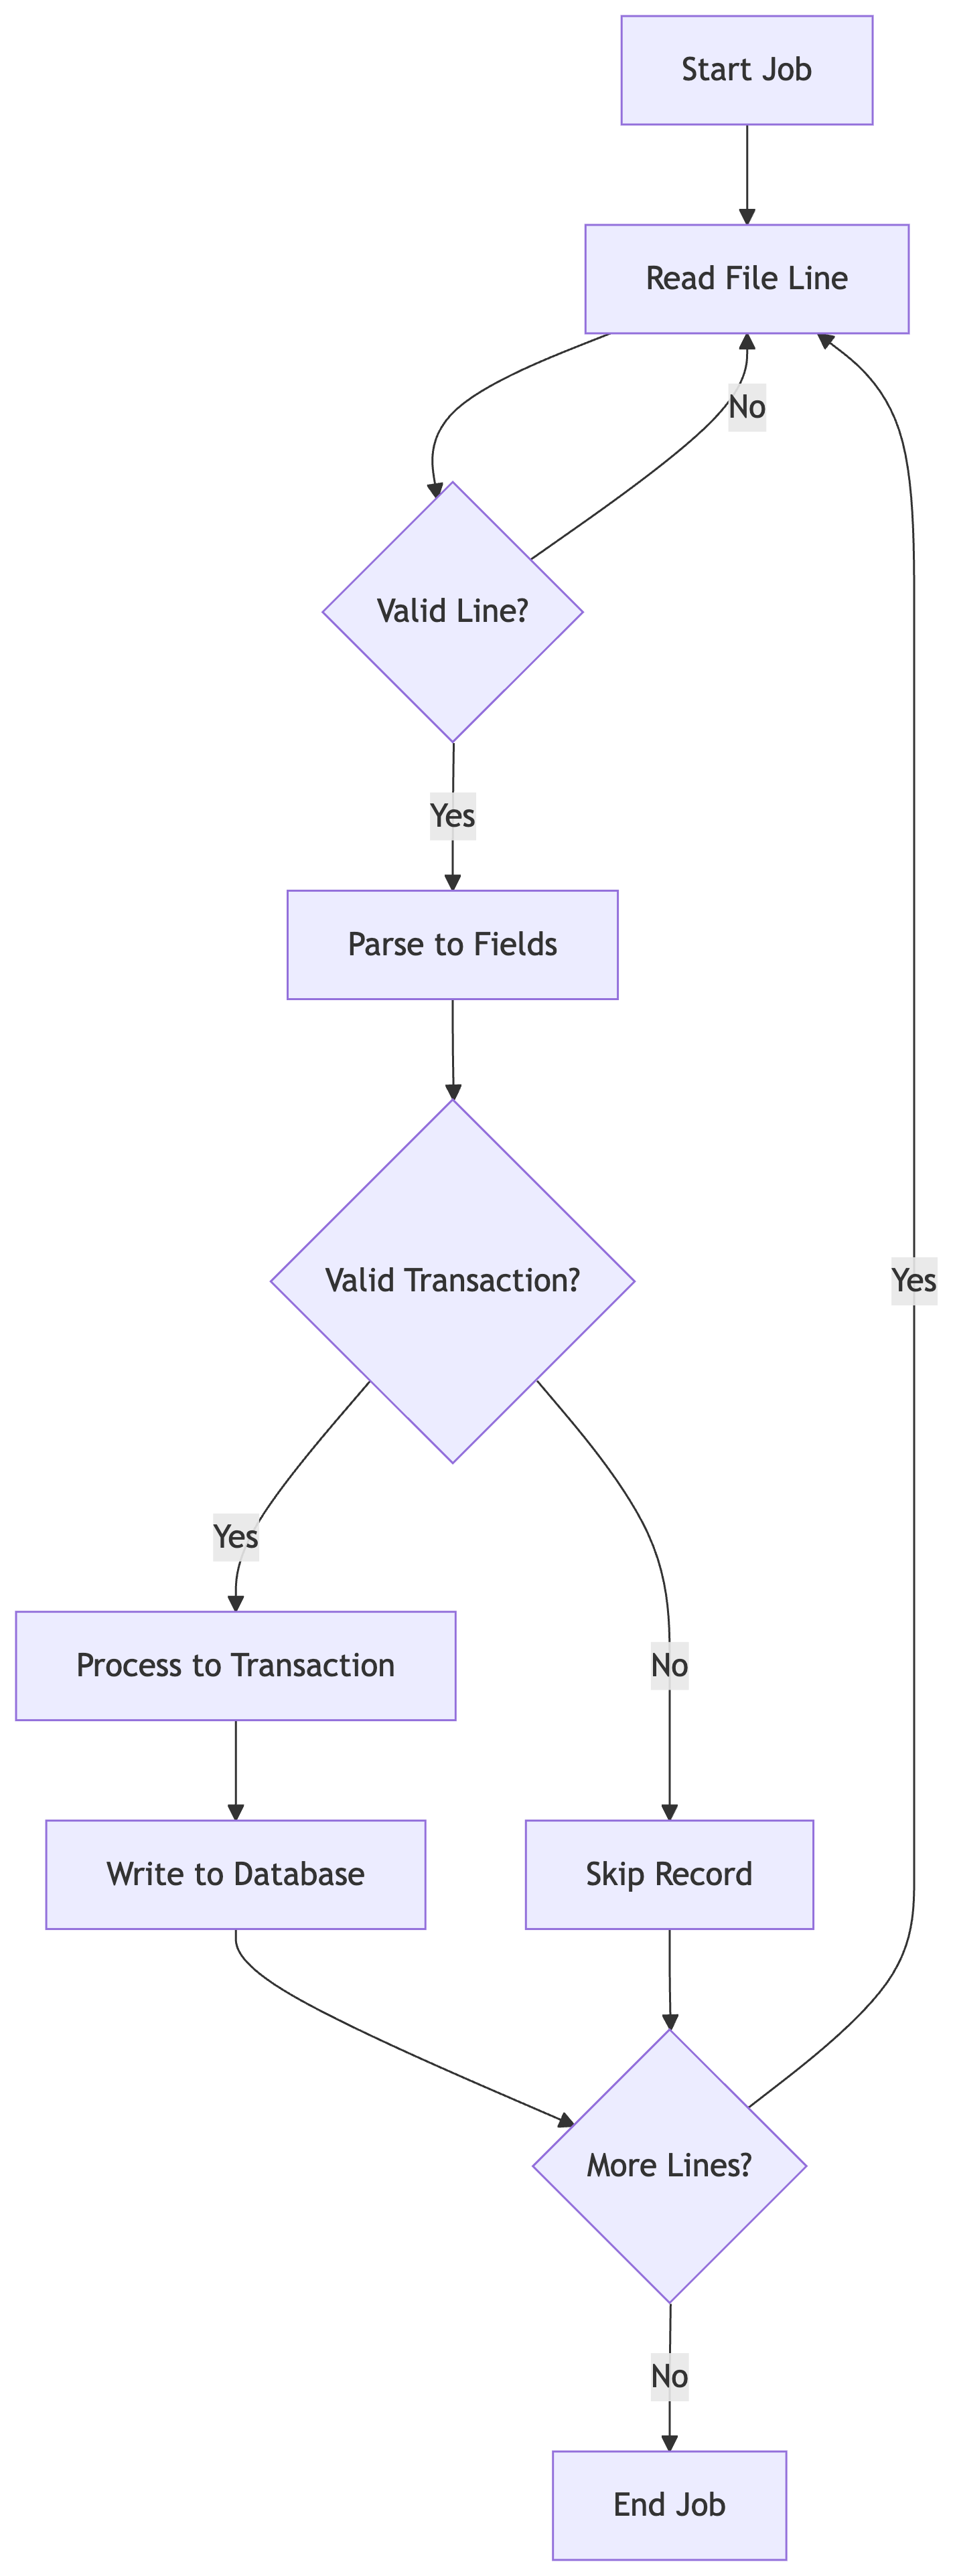 Start Job
Read File Line
No
Valid Line?
Yes
Parse to Fields
Valid Transaction?
Yes
Yes
Process to Transaction
No
Write to Database
Skip Record
More Lines?
No
End Job